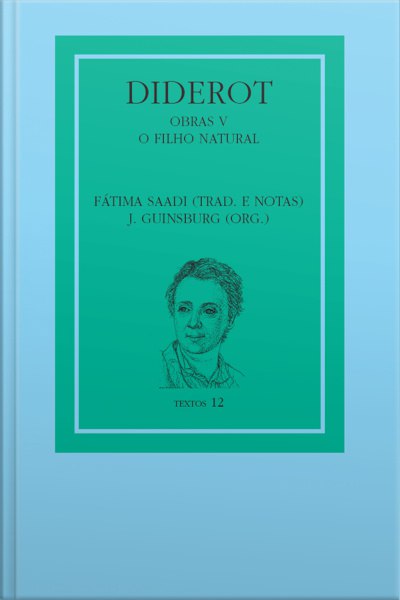 DIDEROT
OBRAS V
O FILHO NATURAL
FÁTIMA SAADI (TRAD. E NOTAS)
J. GUINSBURG (ORG.)
TEXTOS 12